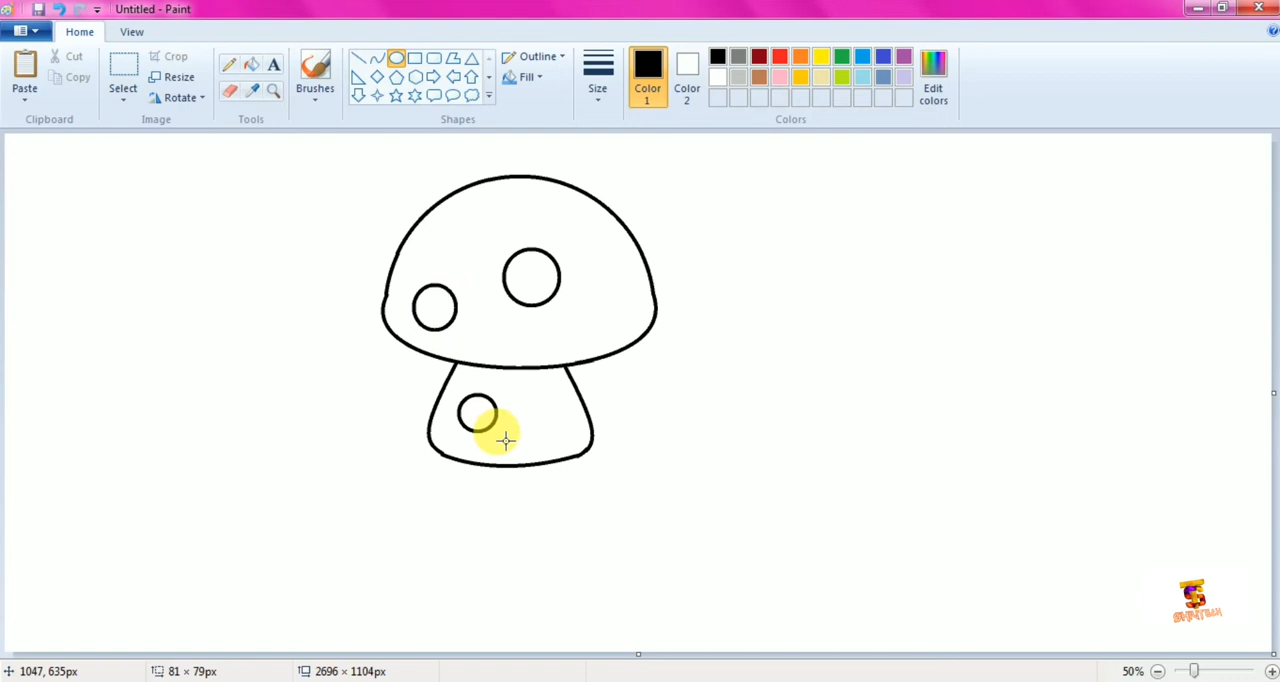 Untitled - Paint
Home
View
Paste
Cut
Copy
Clipboard
Select
Crop
Resize
Rotate
Image
A
Tools
Brushes
Outline
Fill
Shapes
Size
Color 1
Color 2
Edit colors
Colors
1047, 635px
81 × 79px
2696 × 1104px
50%